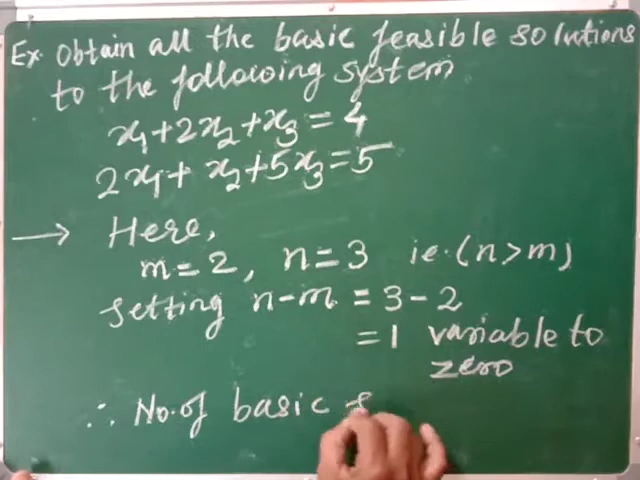 Ex. Obtain all the basic feasible solutions
to the following system
x₁+2x₂+x₃=4
2x₁+x₂+5x₃=5
→ Here,
m=2, n=3 ie.(n>m)
setting n-m = 3-2
=1 variable to
zero
∴ No.of basic